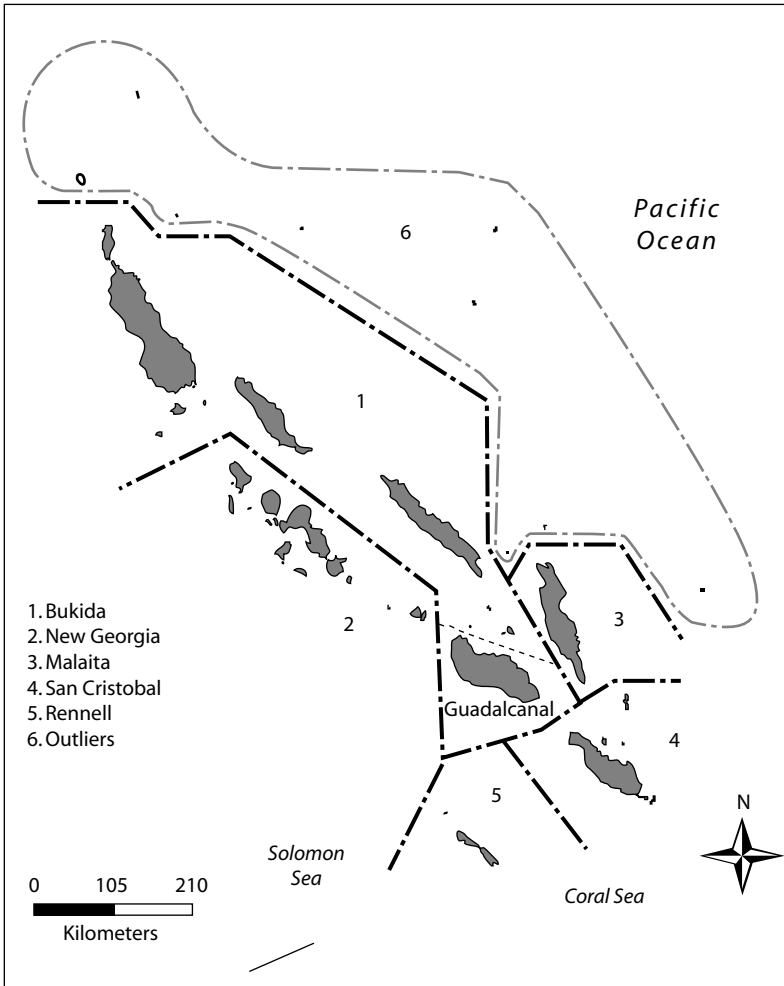 Pacific
Ocean
6
1
1. Bukida
2. New Georgia
3. Malaita
4. San Cristobal
5. Rennell
6. Outliers
2
3
Guadalcanal
4
5
N
Solomon
Sea
Coral Sea
0 105 210
Kilometers